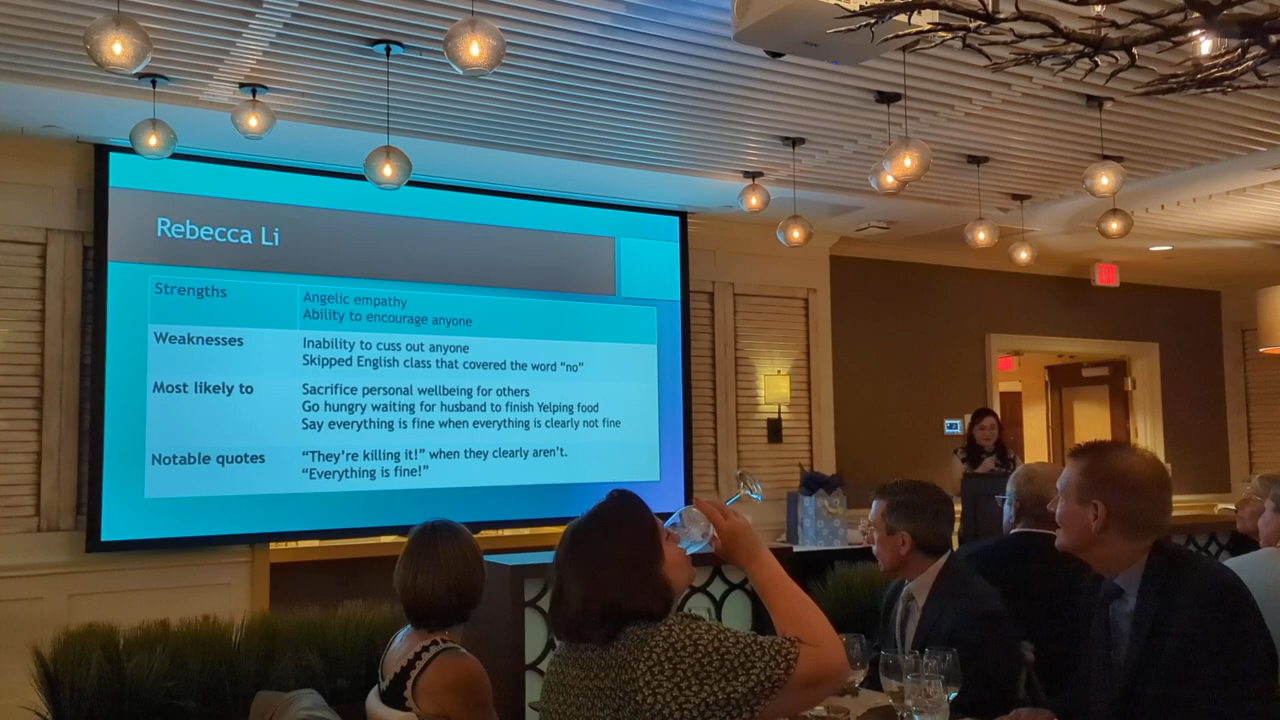 Rebecca Li
Strengths
Angelic empathy
Ability to encourage anyone
Weaknesses
Inability to cuss out anyone
Skipped English class that covered the word “no”
Most likely to
Sacrifice personal wellbeing for others
Go hungry waiting for husband to finish Yelping food
Say everything is fine when everything is clearly not fine
Notable quotes
“They’re killing it!” when they clearly aren’t.
“Everything is fine!”
EXIT
EXIT